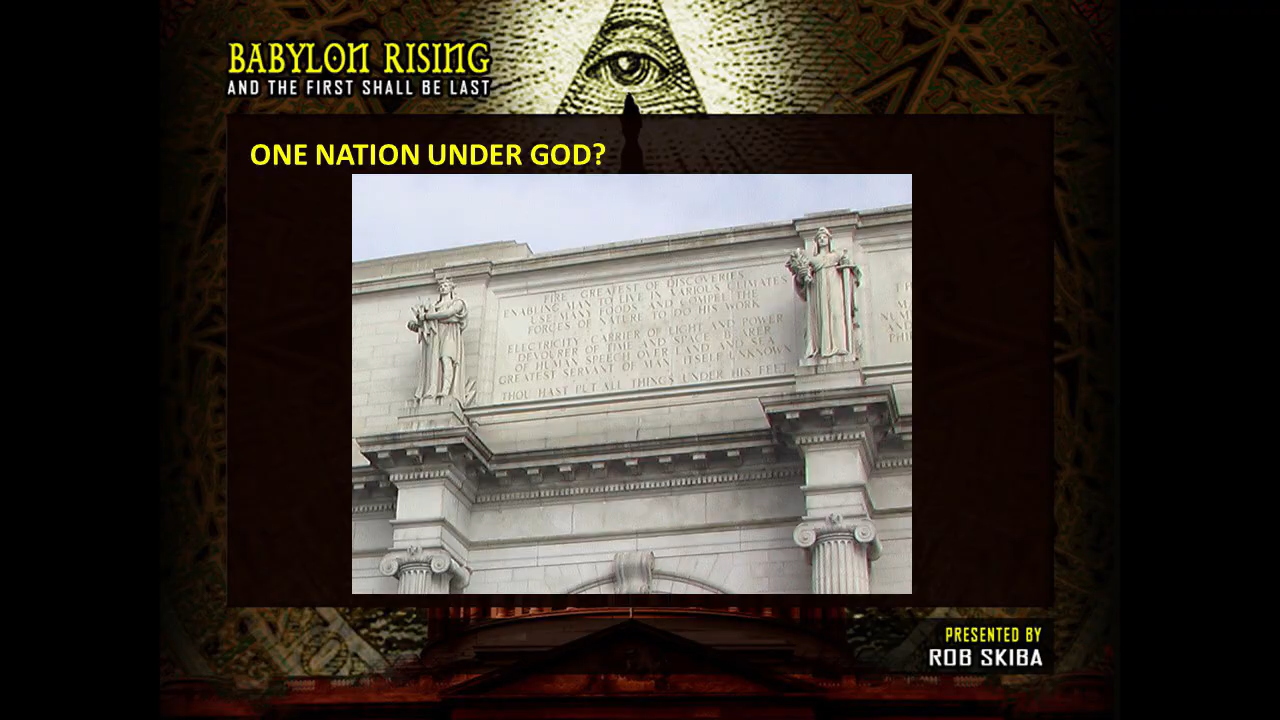 BABYLON RISING
AND THE FIRST SHALL BE LAST
ONE NATION UNDER GOD?
FIRE GREATEST OF DISCOVERIES
ENABLING MAN TO LIVE IN VARIOUS CLIMATES
USE MANY FOODS AND COMPEL THE
FORCES OF NATURE TO DO HIS WORK
ELECTRICITY CARRIER OF LIGHT AND POWER
DEVOURER OF TIME AND SPACE BEARER
OF HUMAN SPEECH OVER LAND AND SEA
GREATEST SERVANT OF MAN ITSELF UNKNOWN
THOU HAST PUT ALL THINGS UNDER HIS FEET
PRESENTED BY
ROB SKIBA